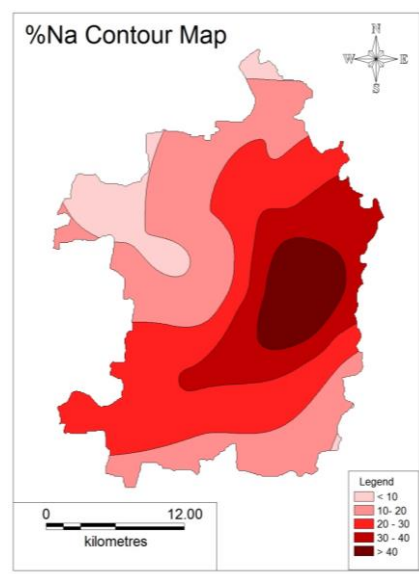 %Na Contour Map
N
W E
S
Legend
< 10
10- 20
20 - 30
30 - 40
> 40
0 12.00
kilometres